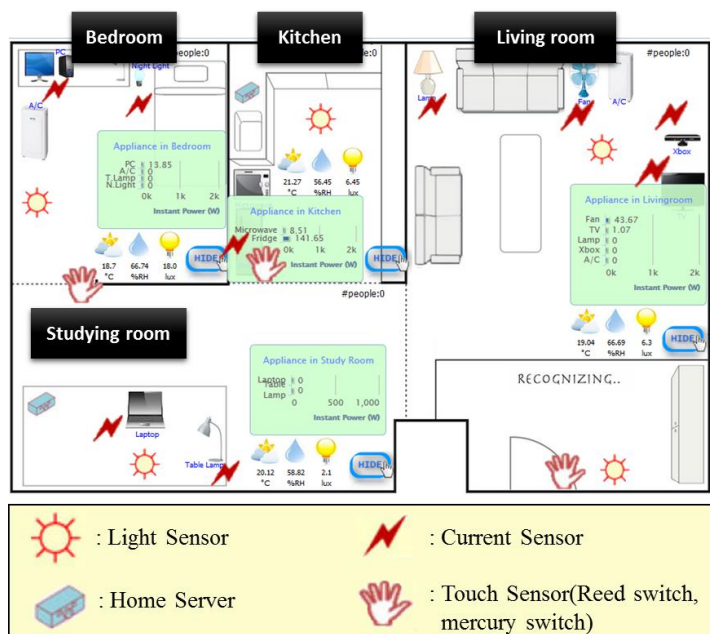 Bedroom
Kitchen
Living room
#people:0
#people:0
PC
Night Light
A/C
Appliance in Bedroom
PC 13.85
A/C 0
T.Lamp 0
N.Light 0
0k 1k 2k
Instant Power (W)
18.7 66.74 18.0
°C %RH lux
HIDE
21.27 56.45 6.45
°C %RH lux
Appliance in Kitchen
Microwave 8.51
Fridge 141.65
0k 1k 2k
Instant Power (W)
HIDE
Lamp
Fan
A/C
Xbox
TV
Appliance in Livingroom
Fan 43.67
TV 1.07
Lamp 0
Xbox 0
A/C 0
0k 1k 2k
Instant Power (W)
19.04 66.69 6.3
°C %RH lux
HIDE
#people:0
Studying room
Laptop
Table Lamp
Appliance in Study Room
Laptop 0
Table
Lamp 0
0 500 1,000
Instant Power (W)
20.12 58.82 2.1
°C %RH lux
HIDE
RECOGNIZING..
: Light Sensor
: Current Sensor
: Home Server
: Touch Sensor(Reed switch,
mercury switch)